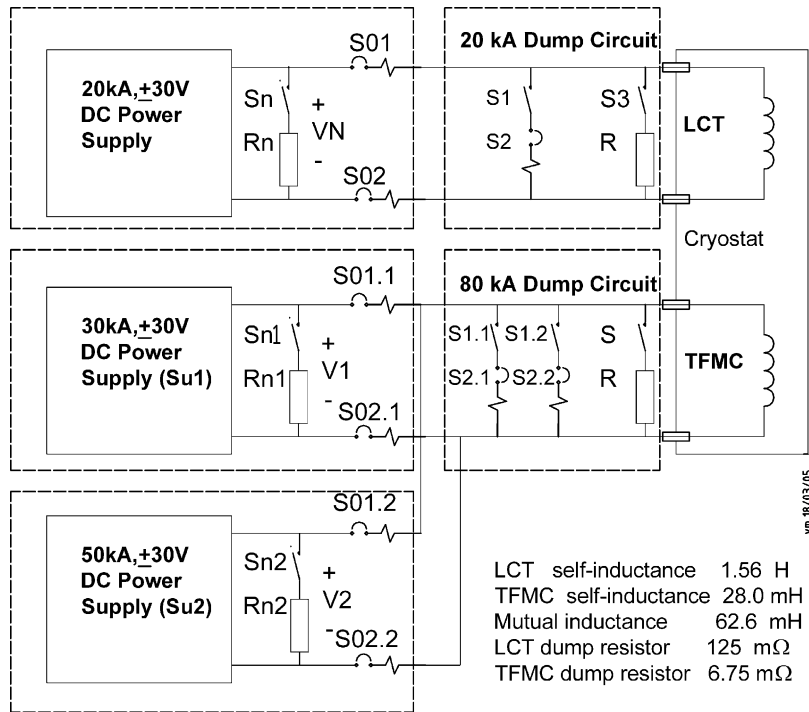 S01
20 kA Dump Circuit
20kA,±30V
DC Power
Supply
Sn
+
VN
-
Rn
S1
S2
S3
R
LCT
S02
Cryostat
S01.1
80 kA Dump Circuit
30kA,±30V
DC Power
Supply (Su1)
Sn1
+
V1
-
Rn1
S1.1
S1.2
S
S2.1
S2.2
R
TFMC
S02.1
S01.2
vm 18/03/05
50kA,±30V
DC Power
Supply (Su2)
Sn2
+
V2
-
Rn2
S02.2
LCT self-inductance 1.56 H
TFMC self-inductance 28.0 mH
Mutual inductance 62.6 mH
LCT dump resistor 125 mΩ
TFMC dump resistor 6.75 mΩ